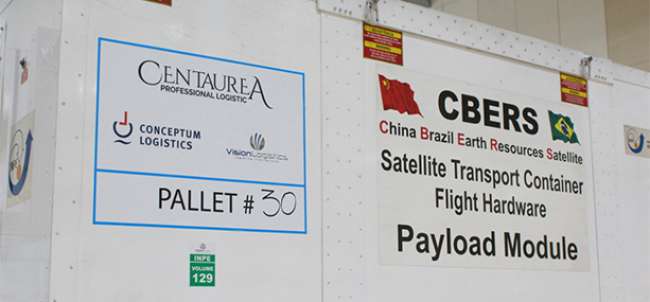 CENTAUREA
PROFESSIONAL LOGISTIC
CONCEPTUM
LOGISTICS
VisionLogistics
PALLET # 30
INPE
VOLUME
129
CBERS
China Brazil Earth Resources Satellite
Satellite Transport Container
Flight Hardware
Payload Module